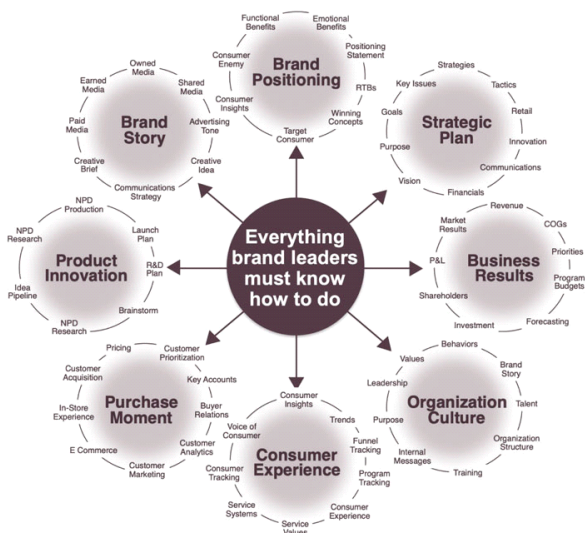 Everything
brand leaders
must know
how to do
Brand
Positioning
Functional
Benefits
Emotional
Benefits
Positioning
Statement
RTBs
Winning
Concepts
Target
Consumer
Consumer
Insights
Consumer
Enemy
Strategic
Plan
Strategies
Tactics
Retail
Innovation
Communications
Financials
Vision
Purpose
Goals
Key Issues
Business
Results
Revenue
COGs
Priorities
Program
Budgets
Forecasting
Investment
Shareholders
P&L
Market
Results
Organization
Culture
Behaviors
Brand
Story
Talent
Organization
Structure
Training
Internal
Messages
Purpose
Leadership
Values
Consumer
Experience
Consumer
Insights
Trends
Funnel
Tracking
Program
Tracking
Consumer
Experience
Service
Values
Service
Systems
Consumer
Tracking
Voice of
Consumer
Purchase
Moment
Pricing
Customer
Prioritization
Key Accounts
Buyer
Relations
Customer
Analytics
Customer
Marketing
E Commerce
In-Store
Experience
Customer
Acquisition
Product
Innovation
NPD
Production
Launch
Plan
R&D
Plan
Brainstorm
NPD
Research
Idea
Pipeline
NPD
Research
Brand
Story
Owned
Media
Shared
Media
Advertising
Tone
Creative
Idea
Communications
Strategy
Creative
Brief
Paid
Media
Earned
Media